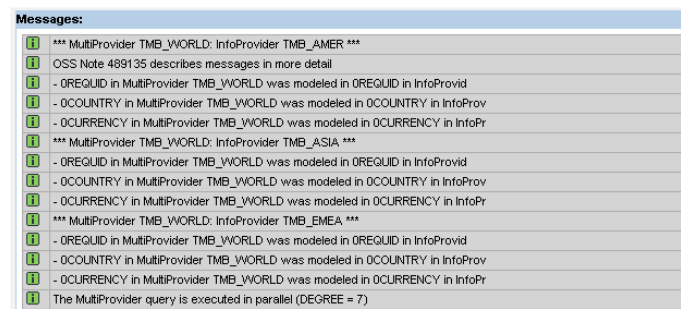 Messages:
*** MultiProvider TMB_WORLD: InfoProvider TMB_AMER ***
OSS Note 489135 describes messages in more detail
- 0REQUID in MultiProvider TMB_WORLD was modeled in 0REQUID in InfoProvid
- 0COUNTRY in MultiProvider TMB_WORLD was modeled in 0COUNTRY in InfoProv
- 0CURRENCY in MultiProvider TMB_WORLD was modeled in 0CURRENCY in InfoPr
*** MultiProvider TMB_WORLD: InfoProvider TMB_ASIA ***
- 0REQUID in MultiProvider TMB_WORLD was modeled in 0REQUID in InfoProvid
- 0COUNTRY in MultiProvider TMB_WORLD was modeled in 0COUNTRY in InfoProv
- 0CURRENCY in MultiProvider TMB_WORLD was modeled in 0CURRENCY in InfoPr
*** MultiProvider TMB_WORLD: InfoProvider TMB_EMEA ***
- 0REQUID in MultiProvider TMB_WORLD was modeled in 0REQUID in InfoProvid
- 0COUNTRY in MultiProvider TMB_WORLD was modeled in 0COUNTRY in InfoProv
- 0CURRENCY in MultiProvider TMB_WORLD was modeled in 0CURRENCY in InfoPr
The MultiProvider query is executed in parallel (DEGREE = 7)